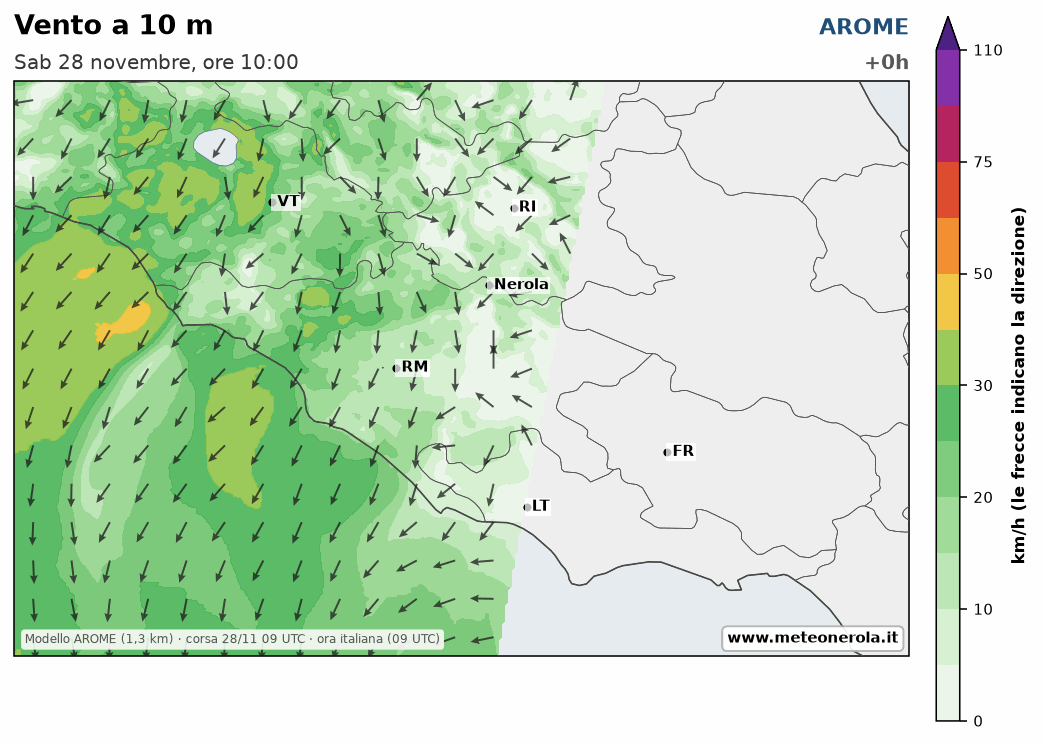 Vento a 10 m
AROME
Sab 28 novembre, ore 10:00
+0h
110
75
50
30
20
10
0
km/h (le frecce indicano la direzione)
VT
RI
Nerola
RM
FR
LT
Modello AROME (1,3 km) · corsa 28/11 09 UTC · ora italiana (09 UTC)
www.meteonerola.it